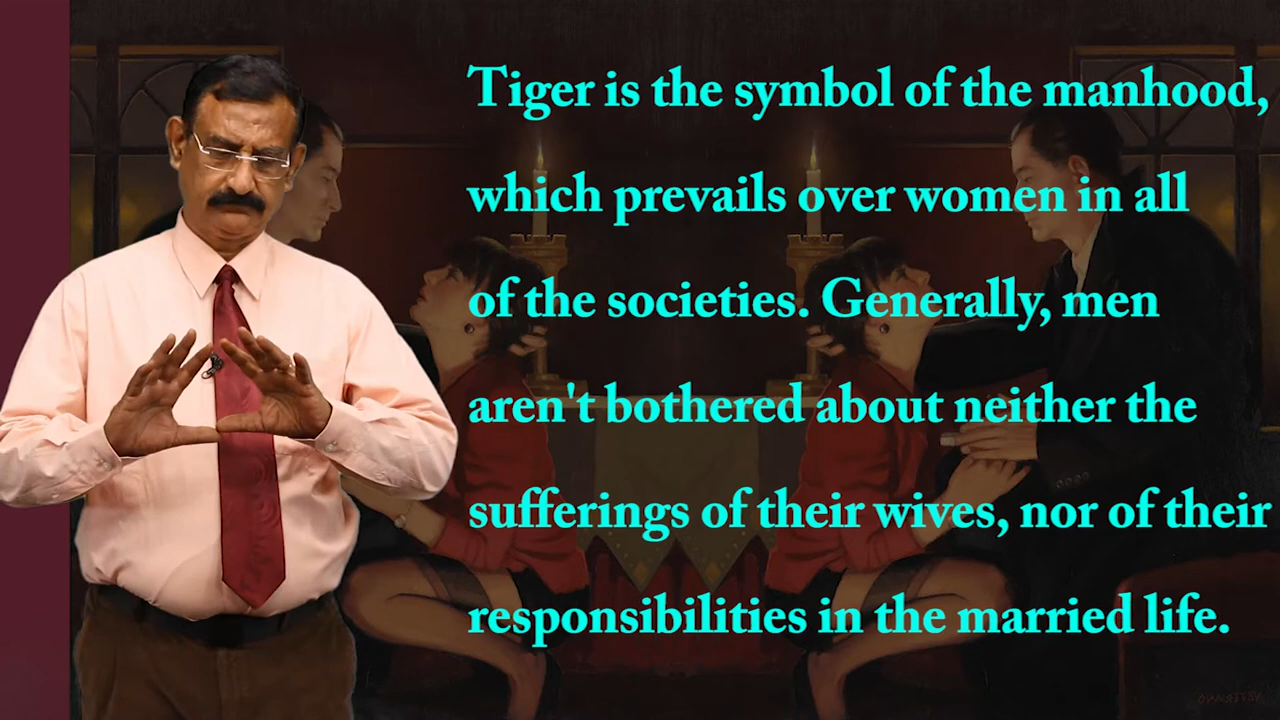 Tiger is the symbol of the manhood,
which prevails over women in all
of the societies. Generally, men
aren't bothered about neither the
sufferings of their wives, nor of their
responsibilities in the married life.